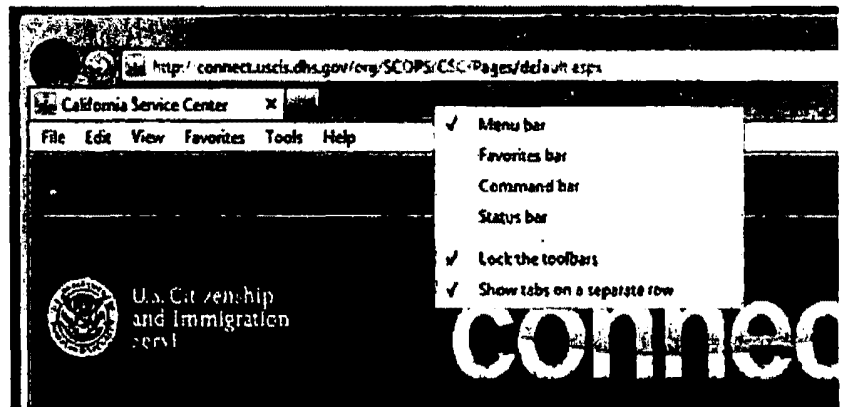 http://connect.uscis.dhs.gov/org/SCOPS/CSC/Pages/default.aspx
California Service Center
File Edit View Favorites Tools Help
Menu bar
Favorites bar
Command bar
Status bar
Lock the toolbars
Show tabs on a separate row
U.S. Citizenship
and Immigration
connec